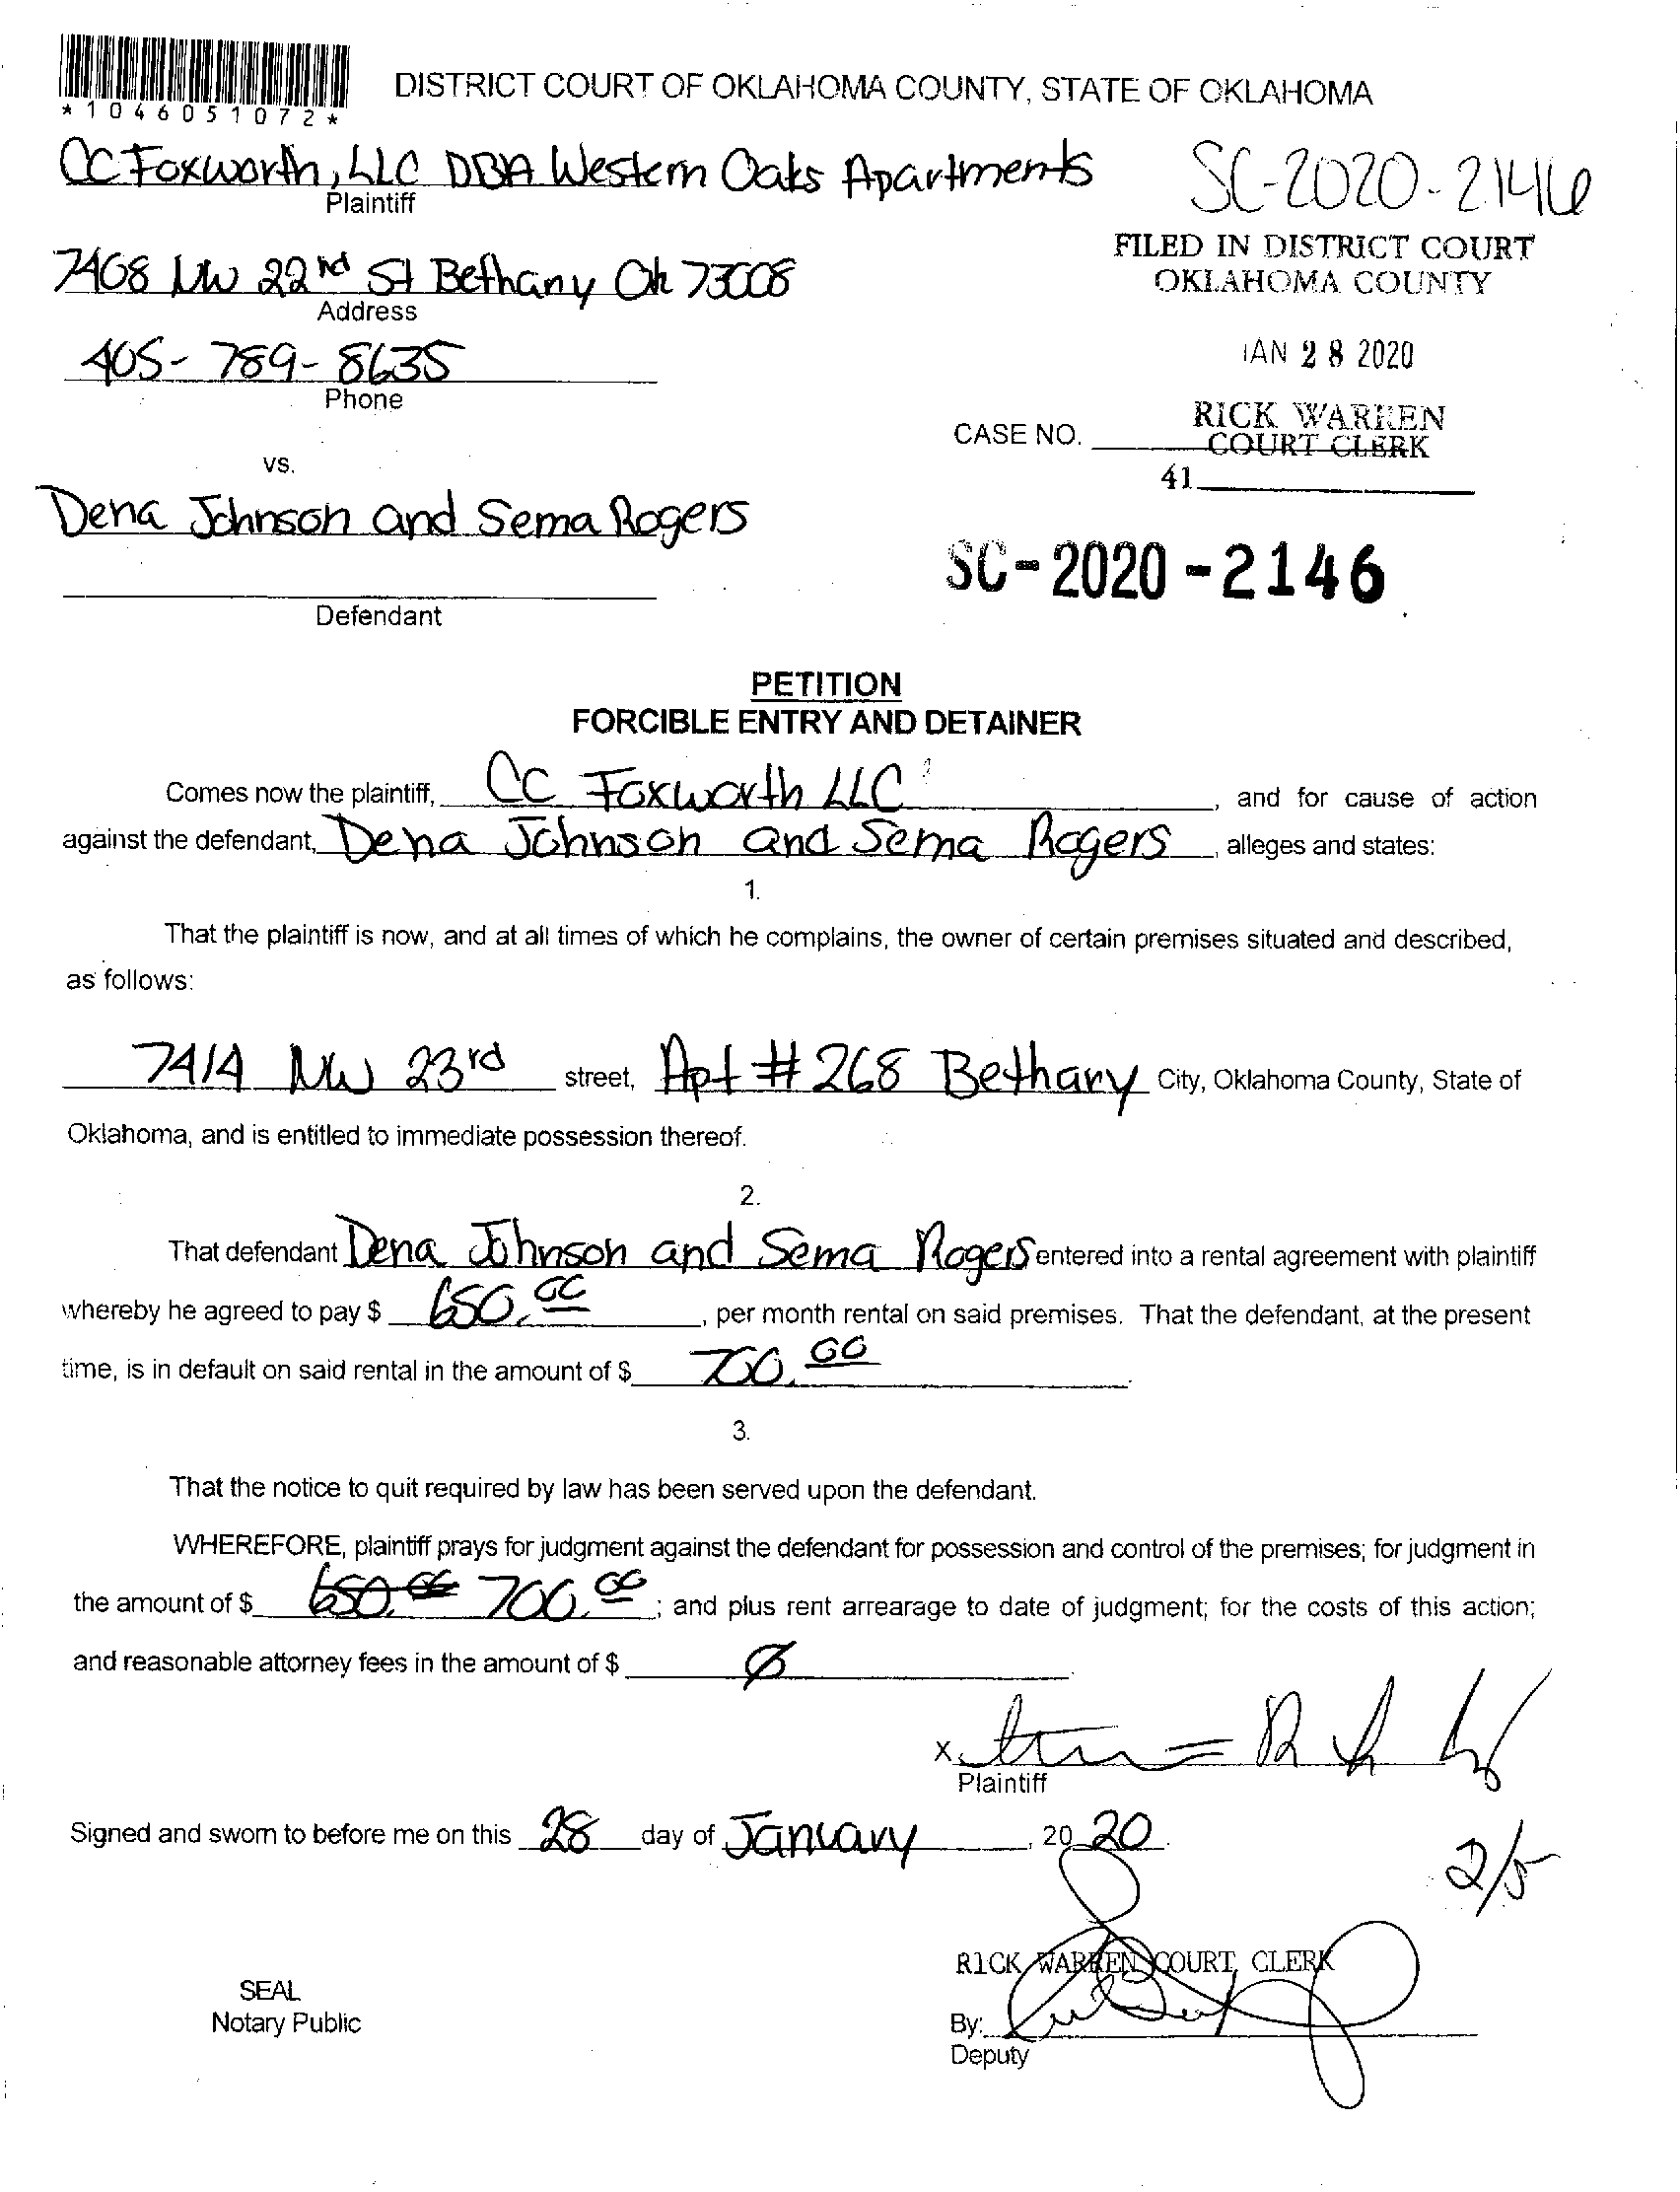 *1046051072*
DISTRICT COURT OF OKLAHOMA COUNTY, STATE OF OKLAHOMA
CC Foxworth, LLC DBA Western Oaks Apartments
Plaintiff
SC-2020-2146
7408 NW 22nd St Bethany Ok 73008
Address
FILED IN DISTRICT COURT
OKLAHOMA COUNTY
405-789-8635
Phone
JAN 28 2020
RICK WARREN
COURT CLERK
CASE NO.
41
vs.
Dena Johnson and Sema Rogers
Defendant
SC-2020-2146
PETITION
FORCIBLE ENTRY AND DETAINER
Comes now the plaintiff, CC Foxworth LLC, and for cause of action
against the defendant, Dena Johnson and Sema Rogers, alleges and states:
1.
That the plaintiff is now, and at all times of which he complains, the owner of certain premises situated and described,
as follows:
7414 NW 23rd street, Apt #268 Bethany City, Oklahoma County, State of
Oklahoma, and is entitled to immediate possession thereof.
2.
That defendant Dena Johnson and Sema Rogers entered into a rental agreement with plaintiff
whereby he agreed to pay $ 650.00, per month rental on said premises. That the defendant, at the present
time, is in default on said rental in the amount of $ 700.00.
3.
That the notice to quit required by law has been served upon the defendant.
WHEREFORE, plaintiff prays for judgment against the defendant for possession and control of the premises; for judgment in
the amount of $ 650.00 700.00; and plus rent arrearage to date of judgment; for the costs of this action;
and reasonable attorney fees in the amount of $ Ø.
X
Plaintiff
Signed and sworn to before me on this 28 day of January, 20 20.
2/5
RICK WARREN COURT CLERK
SEAL
Notary Public
By:
Deputy